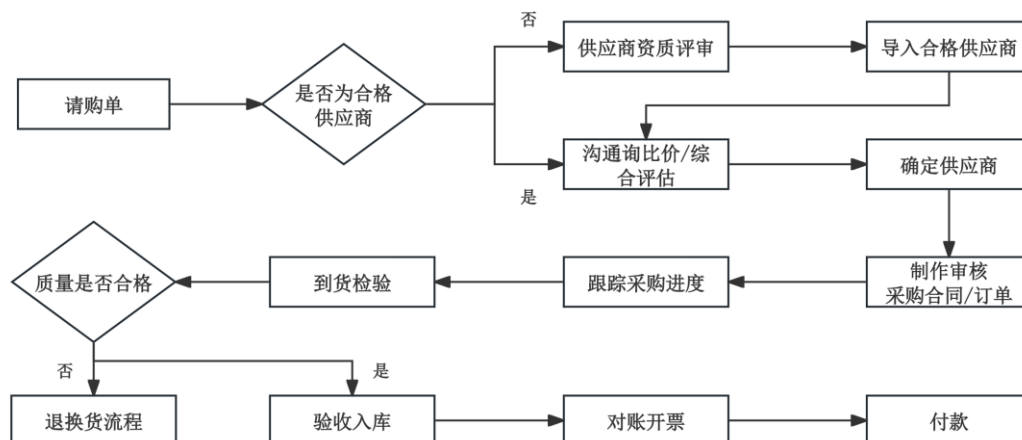 否
供应商资质评审
导入合格供应商
请购单
是否为合格
供应商
沟通询比价/综
合评估
确定供应商
是
质量是否合格
到货检验
跟踪采购进度
制作审核
采购合同/订单
否
是
退换货流程
验收入库
对账开票
付款